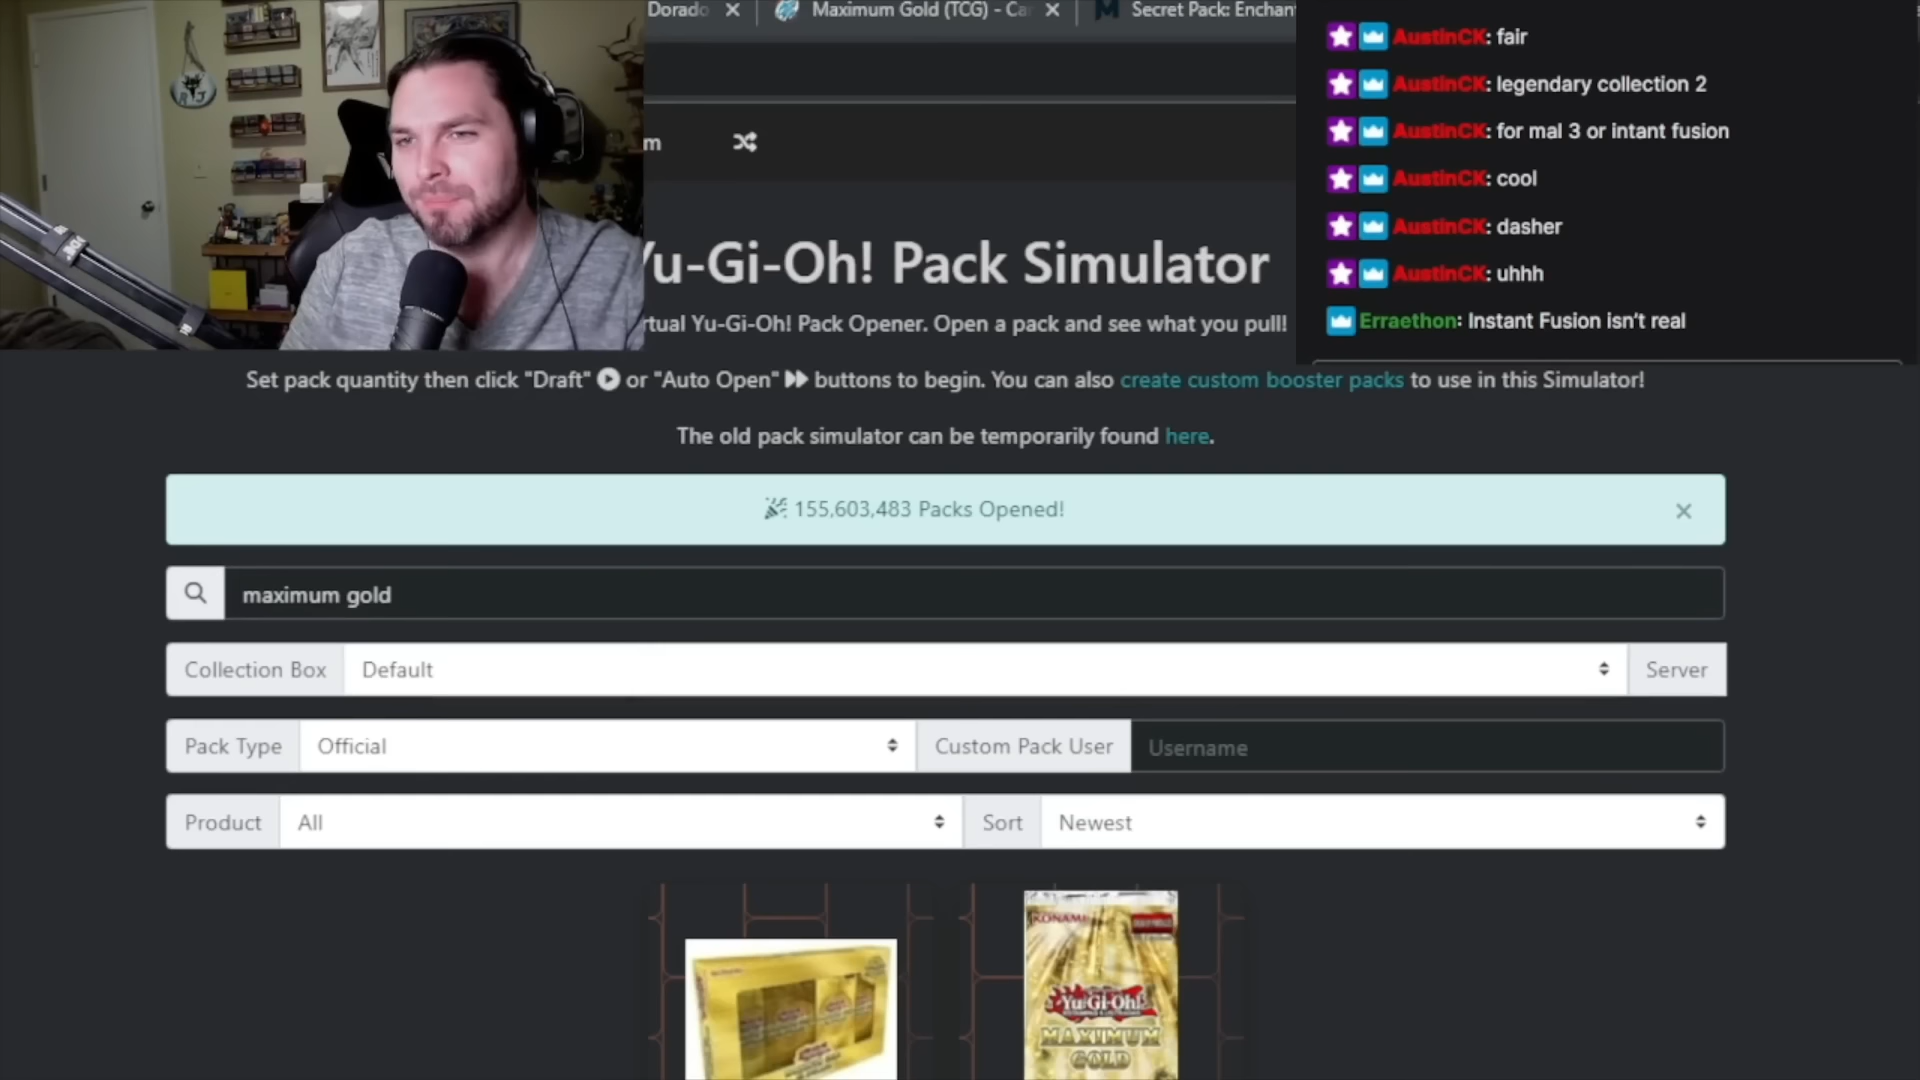 Dorado
Maximum Gold (TCG) - Ca
Secret Pack: Enchan
m
AustinCK: fair
AustinCK: legendary collection 2
AustinCK: for mal 3 or intant fusion
AustinCK: cool
AustinCK: dasher
AustinCK: uhhh
Erraethon: Instant Fusion isn't real
Yu-Gi-Oh! Pack Simulator
rtual Yu-Gi-Oh! Pack Opener. Open a pack and see what you pull!
Set pack quantity then click "Draft" or "Auto Open" buttons to begin. You can also create custom booster packs to use in this Simulator!
The old pack simulator can be temporarily found here.
155,603,483 Packs Opened!
maximum gold
Collection Box Default Server
Pack Type Official Custom Pack User Username
Product All Sort Newest
KONAMI
Yu-Gi-Oh!
MAXIMUM
GOLD